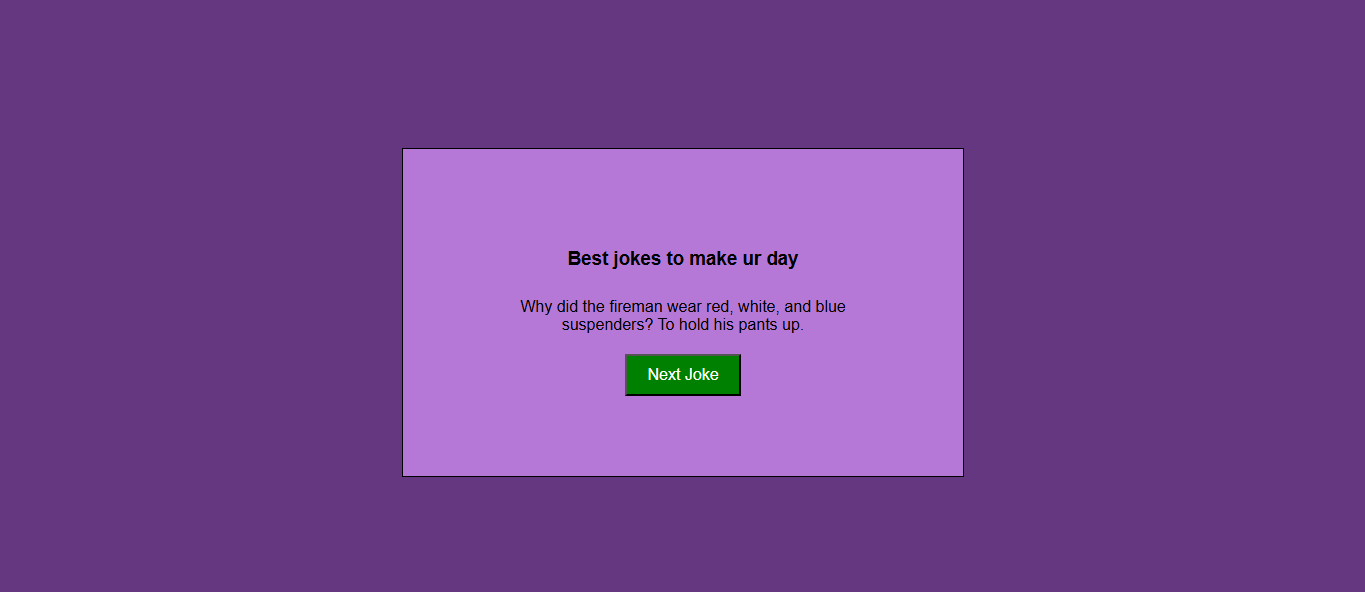 Best jokes to make ur day
Why did the fireman wear red, white, and blue
suspenders? To hold his pants up.
Next Joke